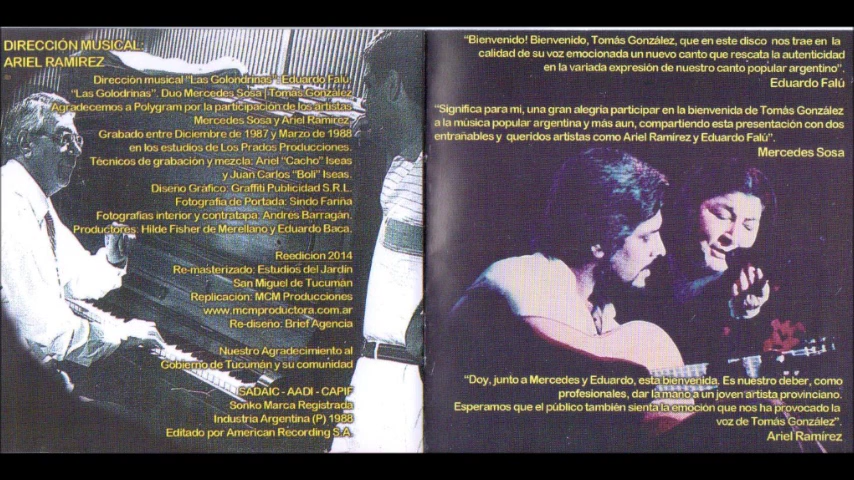 DIRECCIÓN MUSICAL:
ARIEL RAMÍREZ
Dirección musical "Las Golondrinas": Eduardo Falú.
"Las Golodrinas". Duo Mercedes Sosa /Tomás González
Agradecemos a Polygram por la participación de los artistas
Mercedes Sosa y Ariel Ramírez.
Grabado entre Diciembre de 1987 y Marzo de 1988
en los estudios de Los Prados Producciones.
Técnicos de grabación y mezcla: Ariel "Cacho" Iseas
y Juan Carlos "Boli" Iseas.
Diseño Gráfico: Graffiti Publicidad S.R.L.
Fotografía de Portada: Sindo Fariña
Fotografías interior y contratapa: Andrés Barragán.
Productores: Hilde Fisher de Merellano y Eduardo Baca.
Reedicion 2014
Re-masterizado: Estudios del Jardín
San Miguel de Tucumán
Replicación: MCM Producciones
www.mcmproductora.com.ar
Re-diseño: Brief Agencia
Nuestro Agradecimiento al
Gobierno de Tucumán y su comunidad
SADAIC - AADI - CAPIF
Sonko Marca Registrada
Industria Argentina (P) 1988
Editado por American Recording S.A.
"Bienvenido! Bienvenido, Tomás González, que en este disco nos trae en la
calidad de su voz emocionada un nuevo canto que rescata la autenticidad
en la variada expresión de nuestro canto popular argentino".
Eduardo Falú
"Significa para mi, una gran alegría participar en la bienvenida de Tomás González
a la música popular argentina y más aun, compartiendo esta presentación con dos
entrañables y queridos artistas como Ariel Ramírez y Eduardo Falú".
Mercedes Sosa
"Doy, junto a Mercedes y Eduardo, esta bienvenida. Es nuestro deber, como
profesionales, dar la mano a un joven artista provinciano.
Esperamos que el público también sienta la emoción que nos ha provocado la
voz de Tomás González".
Ariel Ramírez